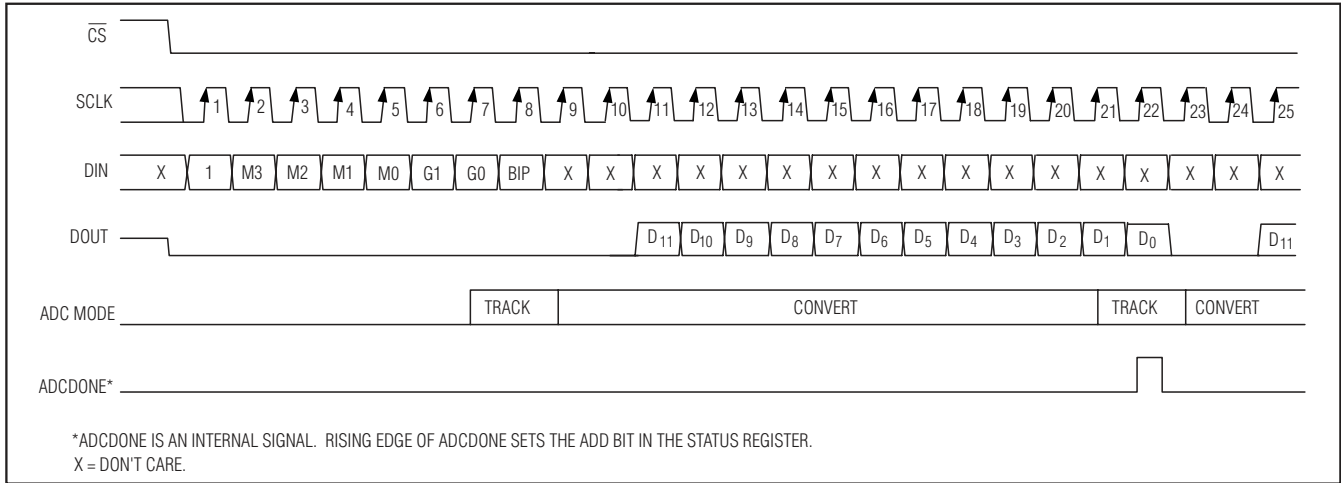 CS
SCLK 1 2 3 4 5 6 7 8 9 10 11 12 13 14 15 16 17 18 19 20 21 22 23 24 25
DIN X 1 M3 M2 M1 M0 G1 G0 BIP X X X X X X X X X X X X X X X X X
DOUT D11 D10 D9 D8 D7 D6 D5 D4 D3 D2 D1 D0 D11
ADC MODE TRACK CONVERT TRACK CONVERT
ADCDONE*
*ADCDONE IS AN INTERNAL SIGNAL. RISING EDGE OF ADCDONE SETS THE ADD BIT IN THE STATUS REGISTER.
X = DON'T CARE.